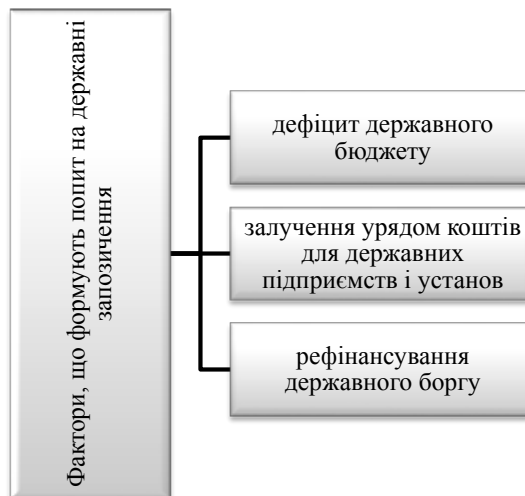 Фактори, що формують попит на державні
запозичення
дефіцит державного
бюджету
залучення урядом коштів
для державних
підприємств і установ
рефінансування
державного боргу